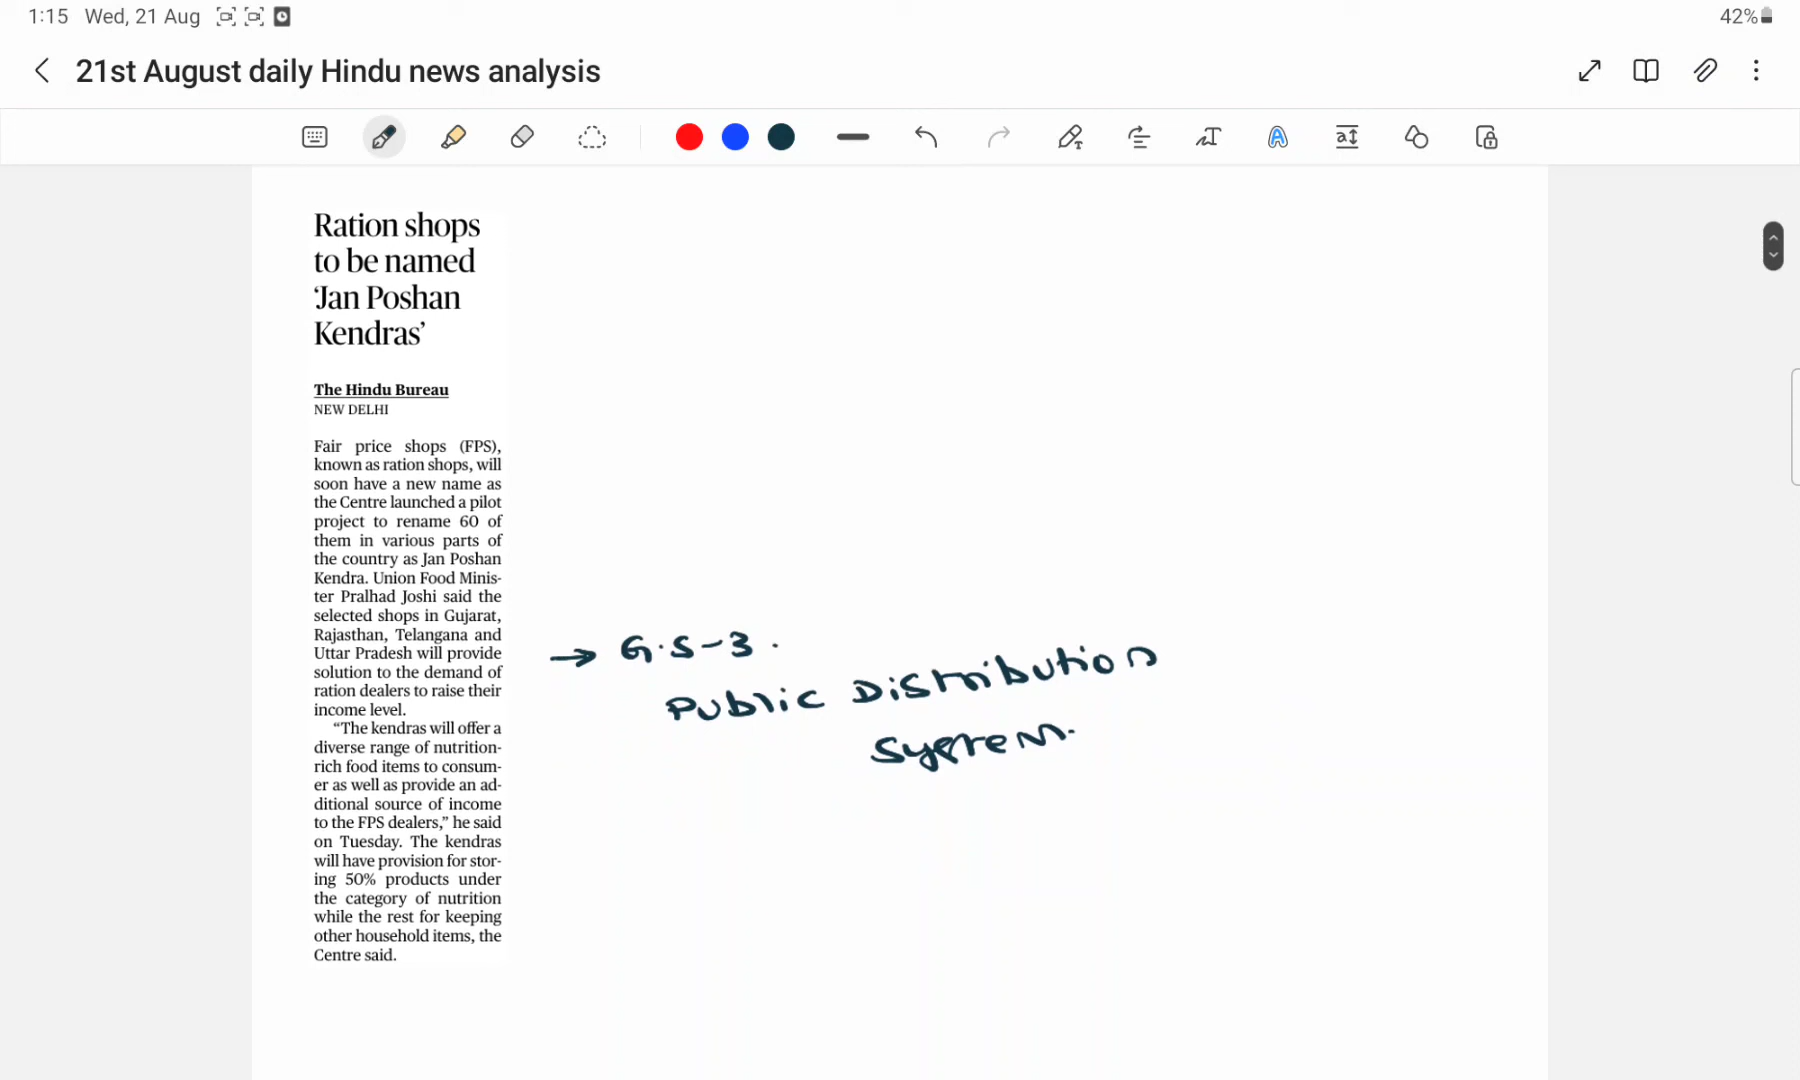 1:15 Wed, 21 Aug
42%
21st August daily Hindu news analysis
Ration shops
to be named
‘Jan Poshan
Kendras’
The Hindu Bureau
NEW DELHI
Fair price shops (FPS),
known as ration shops, will
soon have a new name as
the Centre launched a pilot
project to rename 60 of
them in various parts of
the country as Jan Poshan
Kendra. Union Food Minis-
ter Pralhad Joshi said the
selected shops in Gujarat,
Rajasthan, Telangana and
Uttar Pradesh will provide
solution to the demand of
ration dealers to raise their
income level.
“The kendras will offer a
diverse range of nutrition-
rich food items to consum-
er as well as provide an ad-
ditional source of income
to the FPS dealers,” he said
on Tuesday. The kendras
will have provision for stor-
ing 50% products under
the category of nutrition
while the rest for keeping
other household items, the
Centre said.
→ G.S-3.
Public Distribution
System.